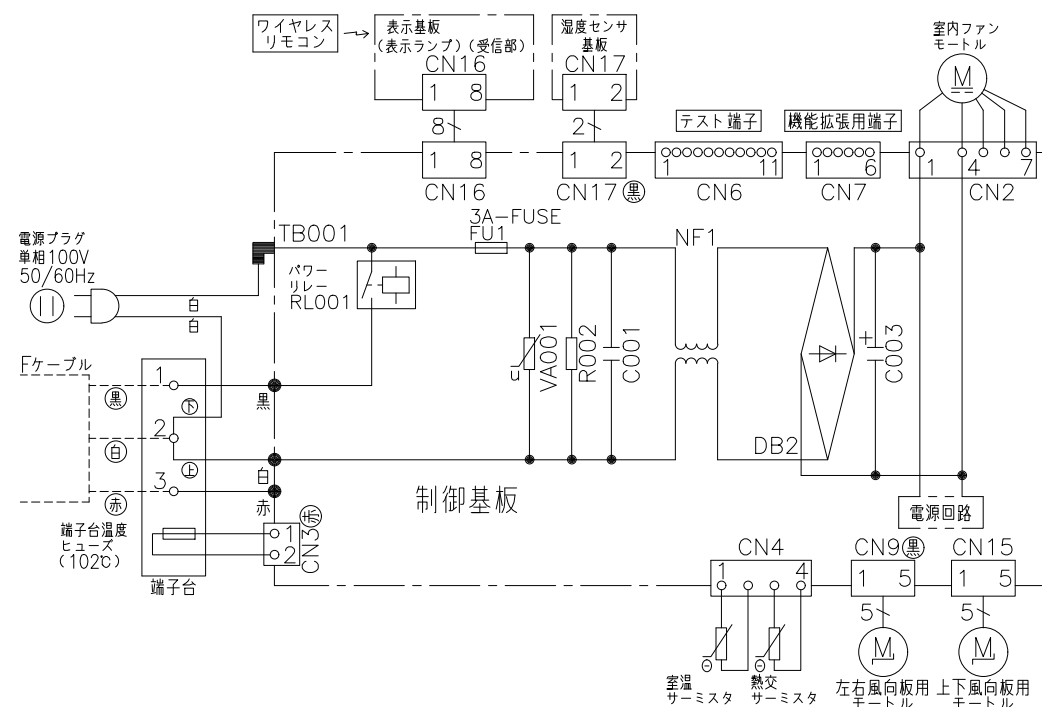 ワイヤレス
リモコン
表示基板
(表示ランプ)(受信部)
CN16
1 8
8
1 8
CN16
湿度センサ
基板
CN17
1 2
2
1 2
CN17 黒
テスト端子
1 11
CN6
機能拡張用端子
1 6
CN7
室内ファン
モートル
M
1 4 7
CN2
電源プラグ
単相100V
50/60Hz
白
白
TB001
パワー
リレー
RL001
3A-FUSE
FU1
u
VA001
R002
C001
NF1
DB2
+
C003
電源回路
Fケーブル
黒
白
赤
1
下
2
上
3
黒
白
赤
端子台温度
ヒューズ
(102℃)
端子台
1
2
CN3 赤
制御基板
CN4
1 4
θ
θ
室温
サーミスタ
熱交
サーミスタ
CN9 黒
1 5
5
M
左右風向板用
モートル
CN15
1 5
5
M
上下風向板用
モートル